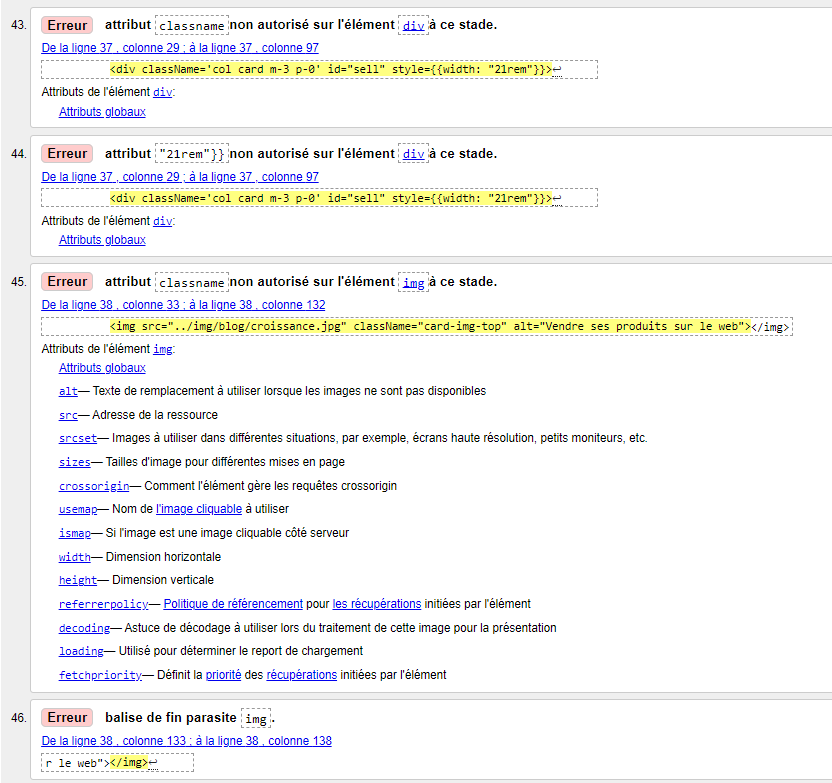 43. Erreur attribut classname non autorisé sur l'élément div à ce stade.
De la ligne 37 , colonne 29 ; à la ligne 37 , colonne 97
<div className='col card m-3 p-0' id="sell" style={{width: "21rem"}}>↩
Attributs de l'élément div:
Attributs globaux
44. Erreur attribut "21rem"}} non autorisé sur l'élément div à ce stade.
De la ligne 37 , colonne 29 ; à la ligne 37 , colonne 97
<div className='col card m-3 p-0' id="sell" style={{width: "21rem"}}>↩
Attributs de l'élément div:
Attributs globaux
45. Erreur attribut classname non autorisé sur l'élément img à ce stade.
De la ligne 38 , colonne 33 ; à la ligne 38 , colonne 132
<img src="../img/blog/croissance.jpg" className="card-img-top" alt="Vendre ses produits sur le web"></img>
Attributs de l'élément img:
Attributs globaux
alt— Texte de remplacement à utiliser lorsque les images ne sont pas disponibles
src— Adresse de la ressource
srcset— Images à utiliser dans différentes situations, par exemple, écrans haute résolution, petits moniteurs, etc.
sizes— Tailles d'image pour différentes mises en page
crossorigin— Comment l'élément gère les requêtes crossorigin
usemap— Nom de l'image cliquable à utiliser
ismap— Si l'image est une image cliquable côté serveur
width— Dimension horizontale
height— Dimension verticale
referrerpolicy— Politique de référencement pour les récupérations initiées par l'élément
decoding— Astuce de décodage à utiliser lors du traitement de cette image pour la présentation
loading— Utilisé pour déterminer le report de chargement
fetchpriority— Définit la priorité des récupérations initiées par l'élément
46. Erreur balise de fin parasite img.
De la ligne 38 , colonne 133 ; à la ligne 38 , colonne 138
r le web"></img>↩